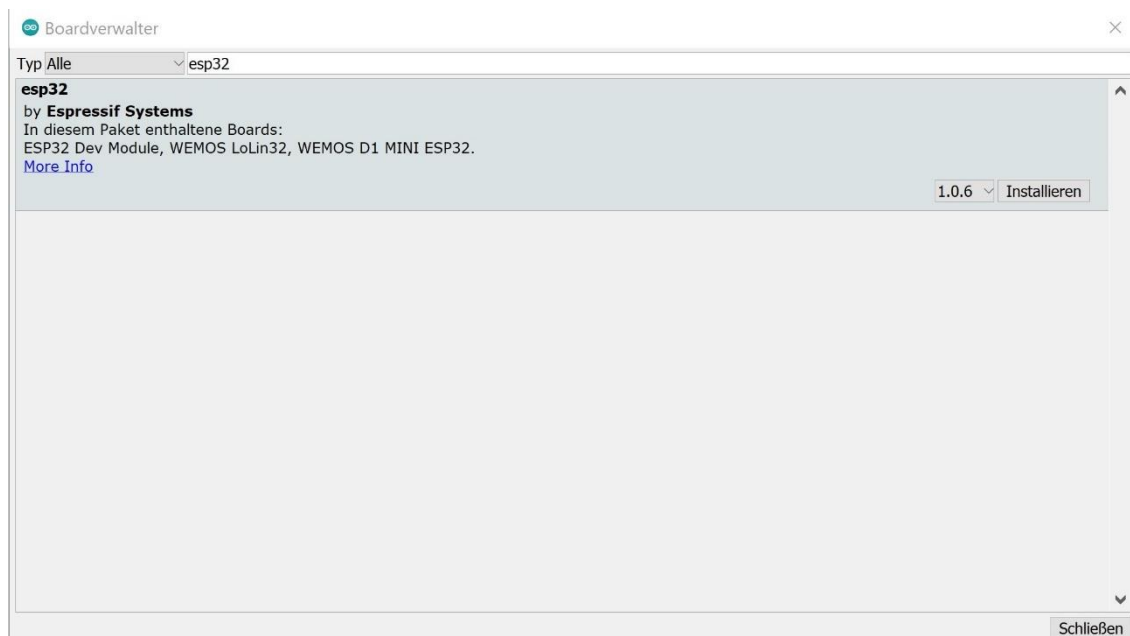 Boardverwalter
Typ Alle esp32
esp32
by Espressif Systems
In diesem Paket enthaltene Boards:
ESP32 Dev Module, WEMOS LoLin32, WEMOS D1 MINI ESP32.
More Info
1.0.6 Installieren
Schließen